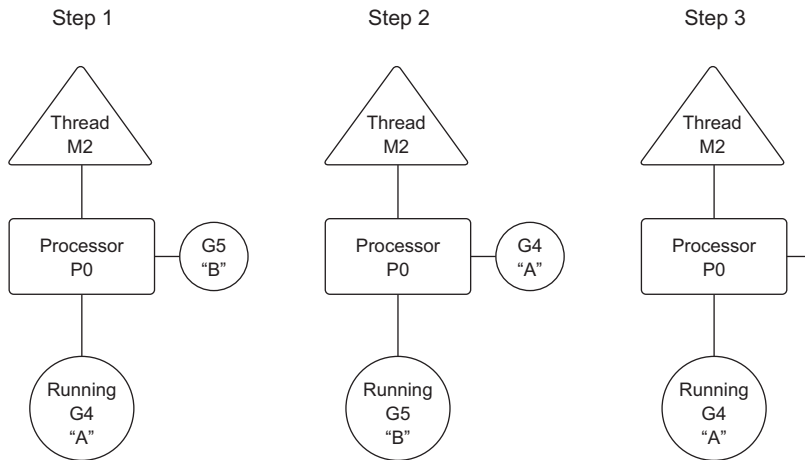 Step 1
Thread
M2
Processor
P0
G5
“B”
Running
G4
“A”
Step 2
Thread
M2
Processor
P0
G4
“A”
Running
G5
“B”
Step 3
Thread
M2
Processor
P0
Running
G4
“A”